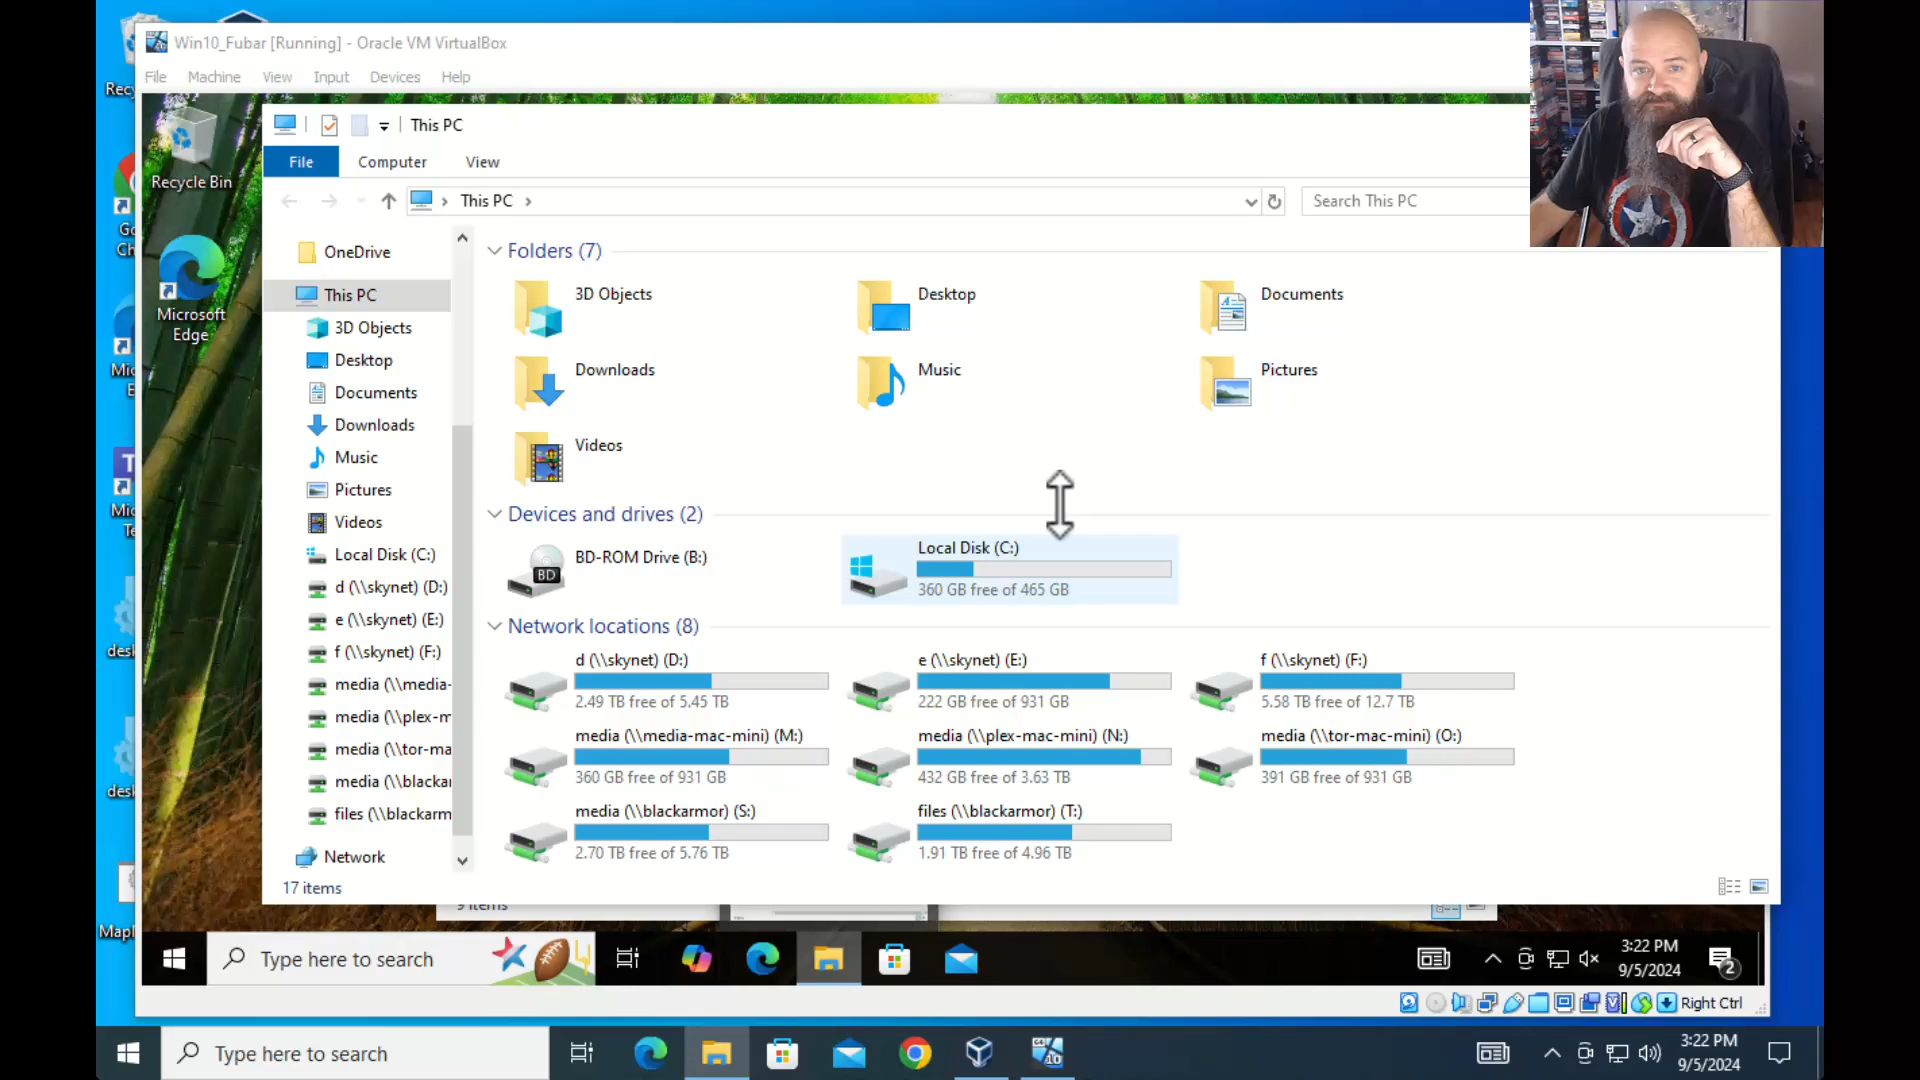 Win10_Fubar [Running] - Oracle VM VirtualBox
File Machine View Input Devices Help
Recycle Bin
Microsoft
Edge
This PC
File Computer View
This PC
Search This PC
OneDrive
This PC
3D Objects
Desktop
Documents
Downloads
Music
Pictures
Videos
Local Disk (C:)
d (\\skynet) (D:)
e (\\skynet) (E:)
f (\\skynet) (F:)
media (\\media-
media (\\plex-m
media (\\tor-ma
media (\\blackar
files (\\blackarm
Network
Folders (7)
3D Objects
Desktop
Documents
Downloads
Music
Pictures
Videos
Devices and drives (2)
BD-ROM Drive (B:)
BD
Local Disk (C:)
360 GB free of 465 GB
Network locations (8)
d (\\skynet) (D:)
2.49 TB free of 5.45 TB
e (\\skynet) (E:)
222 GB free of 931 GB
f (\\skynet) (F:)
5.58 TB free of 12.7 TB
media (\\media-mac-mini) (M:)
360 GB free of 931 GB
media (\\plex-mac-mini) (N:)
432 GB free of 3.63 TB
media (\\tor-mac-mini) (O:)
391 GB free of 931 GB
media (\\blackarmor) (S:)
2.70 TB free of 5.76 TB
files (\\blackarmor) (T:)
1.91 TB free of 4.96 TB
17 items
9 items
Type here to search
3:22 PM
9/5/2024
2
Right Ctrl
Type here to search
3:22 PM
9/5/2024